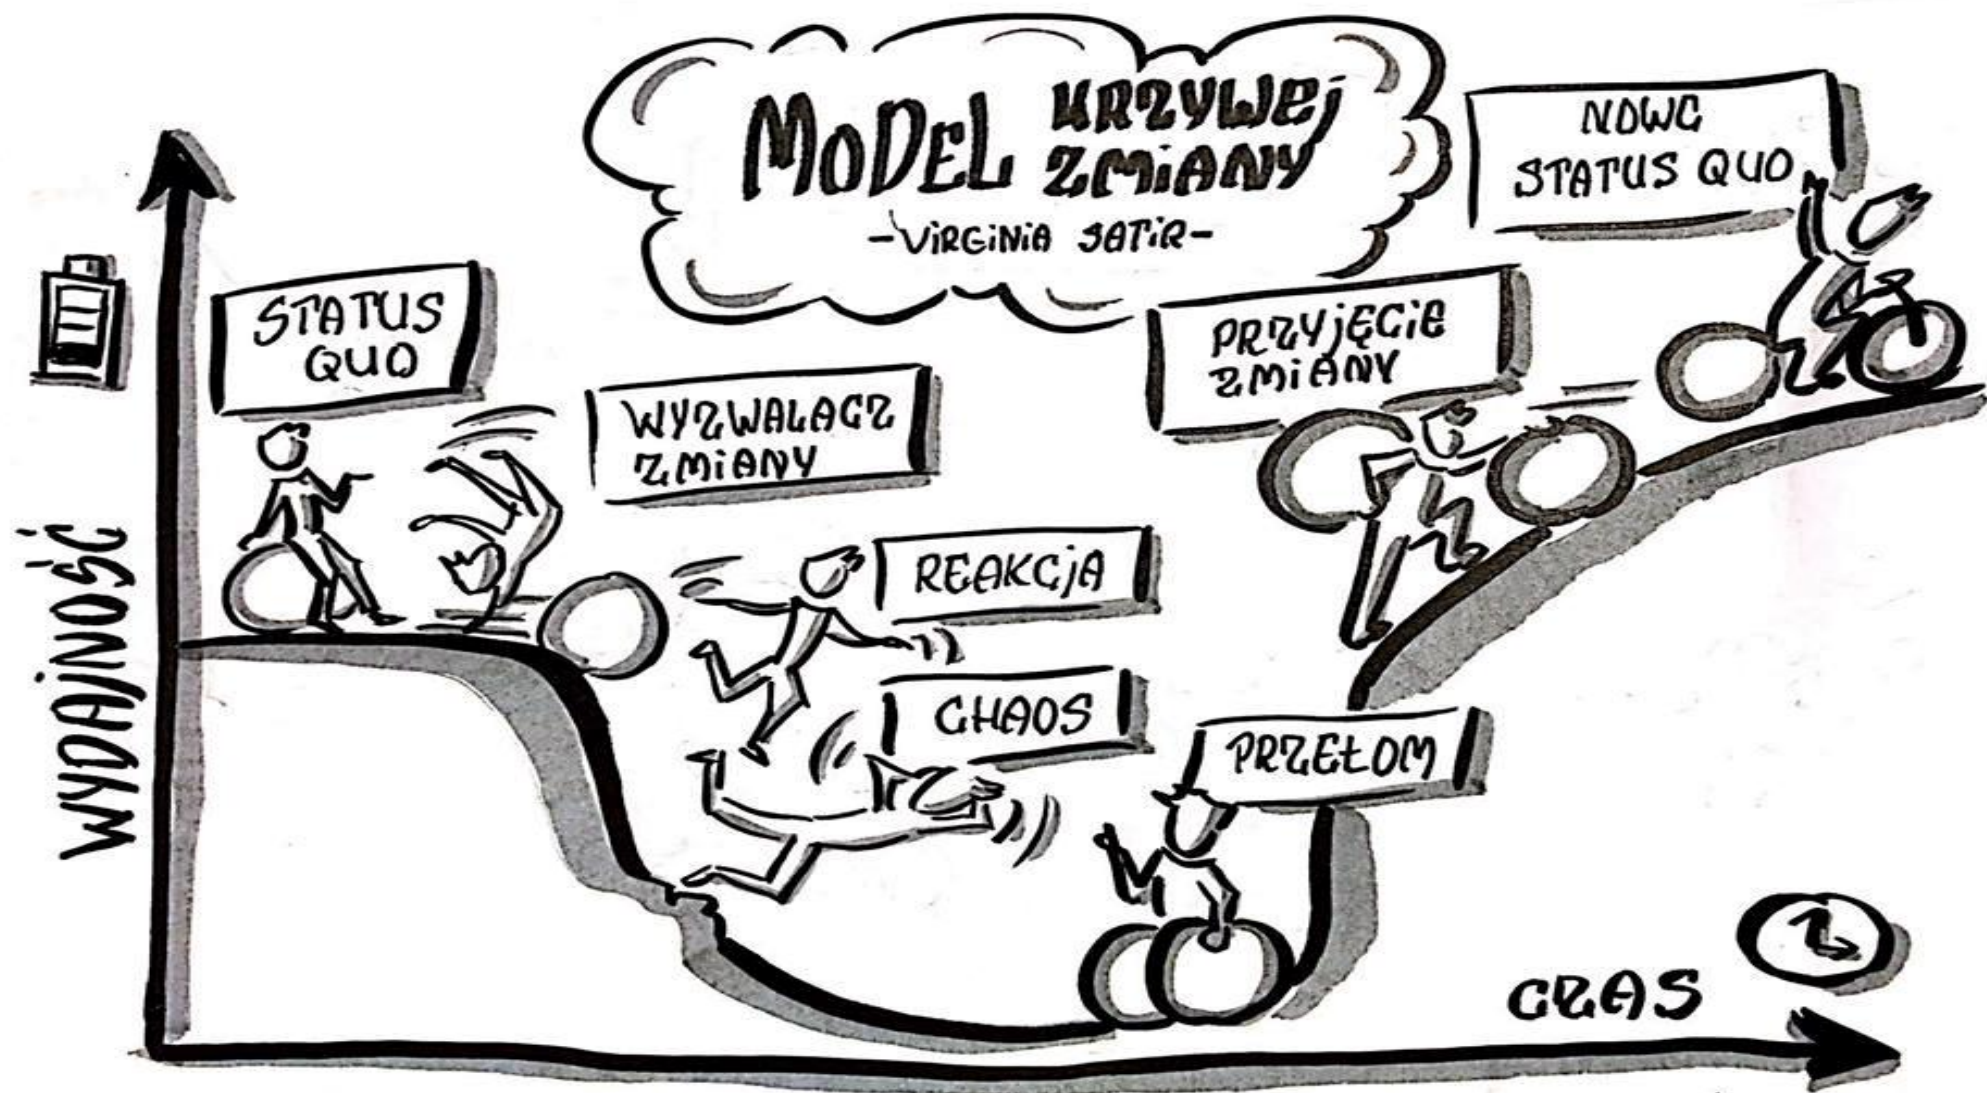 MODEL KRZYWEJ
ZMIANY
-VIRGINIA SATIR-
NOWE
STATUS QUO
STATUS
QUO
WYZWALACZ
ZMIANY
PRZYJĘCIE
ZMIANY
REAKCJA
CHAOS
PRZEŁOM
WYDAJNOŚĆ
CZAS